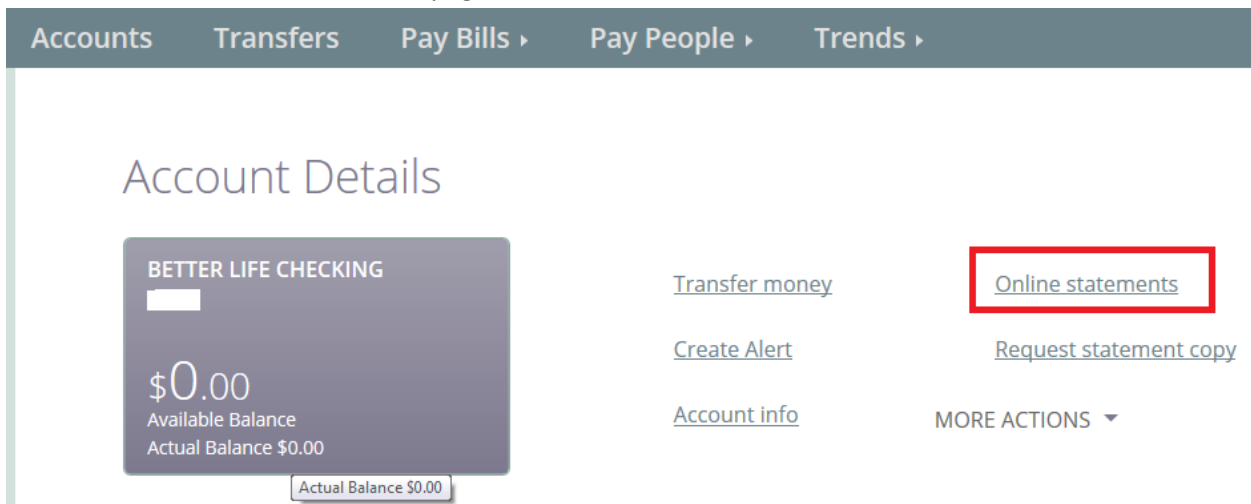 Accounts Transfers Pay Bills Pay People Trends
Account Details
BETTER LIFE CHECKING
$0.00
Available Balance
Actual Balance $0.00
Actual Balance $0.00
Transfer money
Online statements
Create Alert
Request statement copy
Account info
MORE ACTIONS